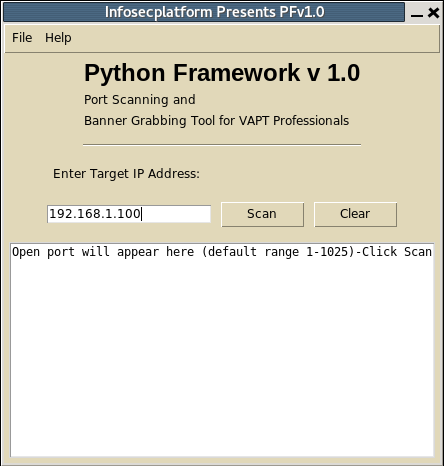 Infosecplatform Presents PFv1.0
File Help
Python Framework v 1.0
Port Scanning and
Banner Grabbing Tool for VAPT Professionals
Enter Target IP Address:
192.168.1.100 Scan Clear
Open port will appear here (default range 1-1025)-Click Scan